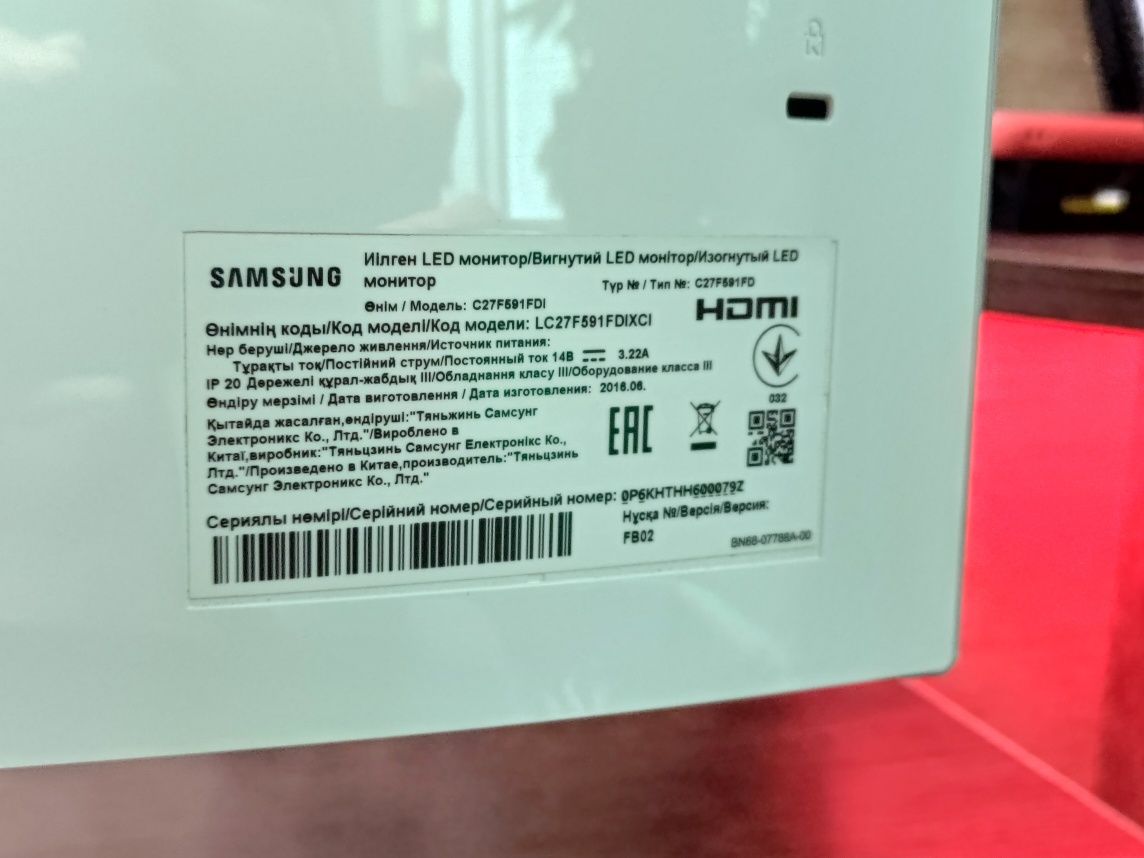 SAMSUNG
Иілген LED монитор/Вигнутий LED монітор/Изогнутый LED
монитор
Түр № / Тип №: C27F591FD
Өнім / Модель: C27F591FDI
HDMI
Өнімнің коды/Код моделі/Код модели: LC27F591FDIXCI
Нәр беруші/Джерело живлення/Источник питания:
Тұрақты тоқ/Постійний струм/Постоянный ток 14В 3.22A
IP 20 Дәрежелі құрал-жабдық III/Обладнання класу III/Оборудование класса III
Өндіру мерзімі / Дата виготовлення / Дата изготовления: 2016.06.
032
Қытайда жасалған,өндіруші:"Тяньжинь Самсунг
Электроникс Ко., Лтд."/Вироблено в
Китаї,виробник:"Тяньцзинь Самсунг Електронікс Ко.,
Лтд."/Произведено в Китае,производитель:"Тяньцзинь
Самсунг Электроникс Ко., Лтд."
EAC
Сериялы нөмірі/Серійний номер/Серийный номер: 0P6KHTHH600079Z
Нұсқа №/Версія/Версия:
FB02
BN68-07788A-00